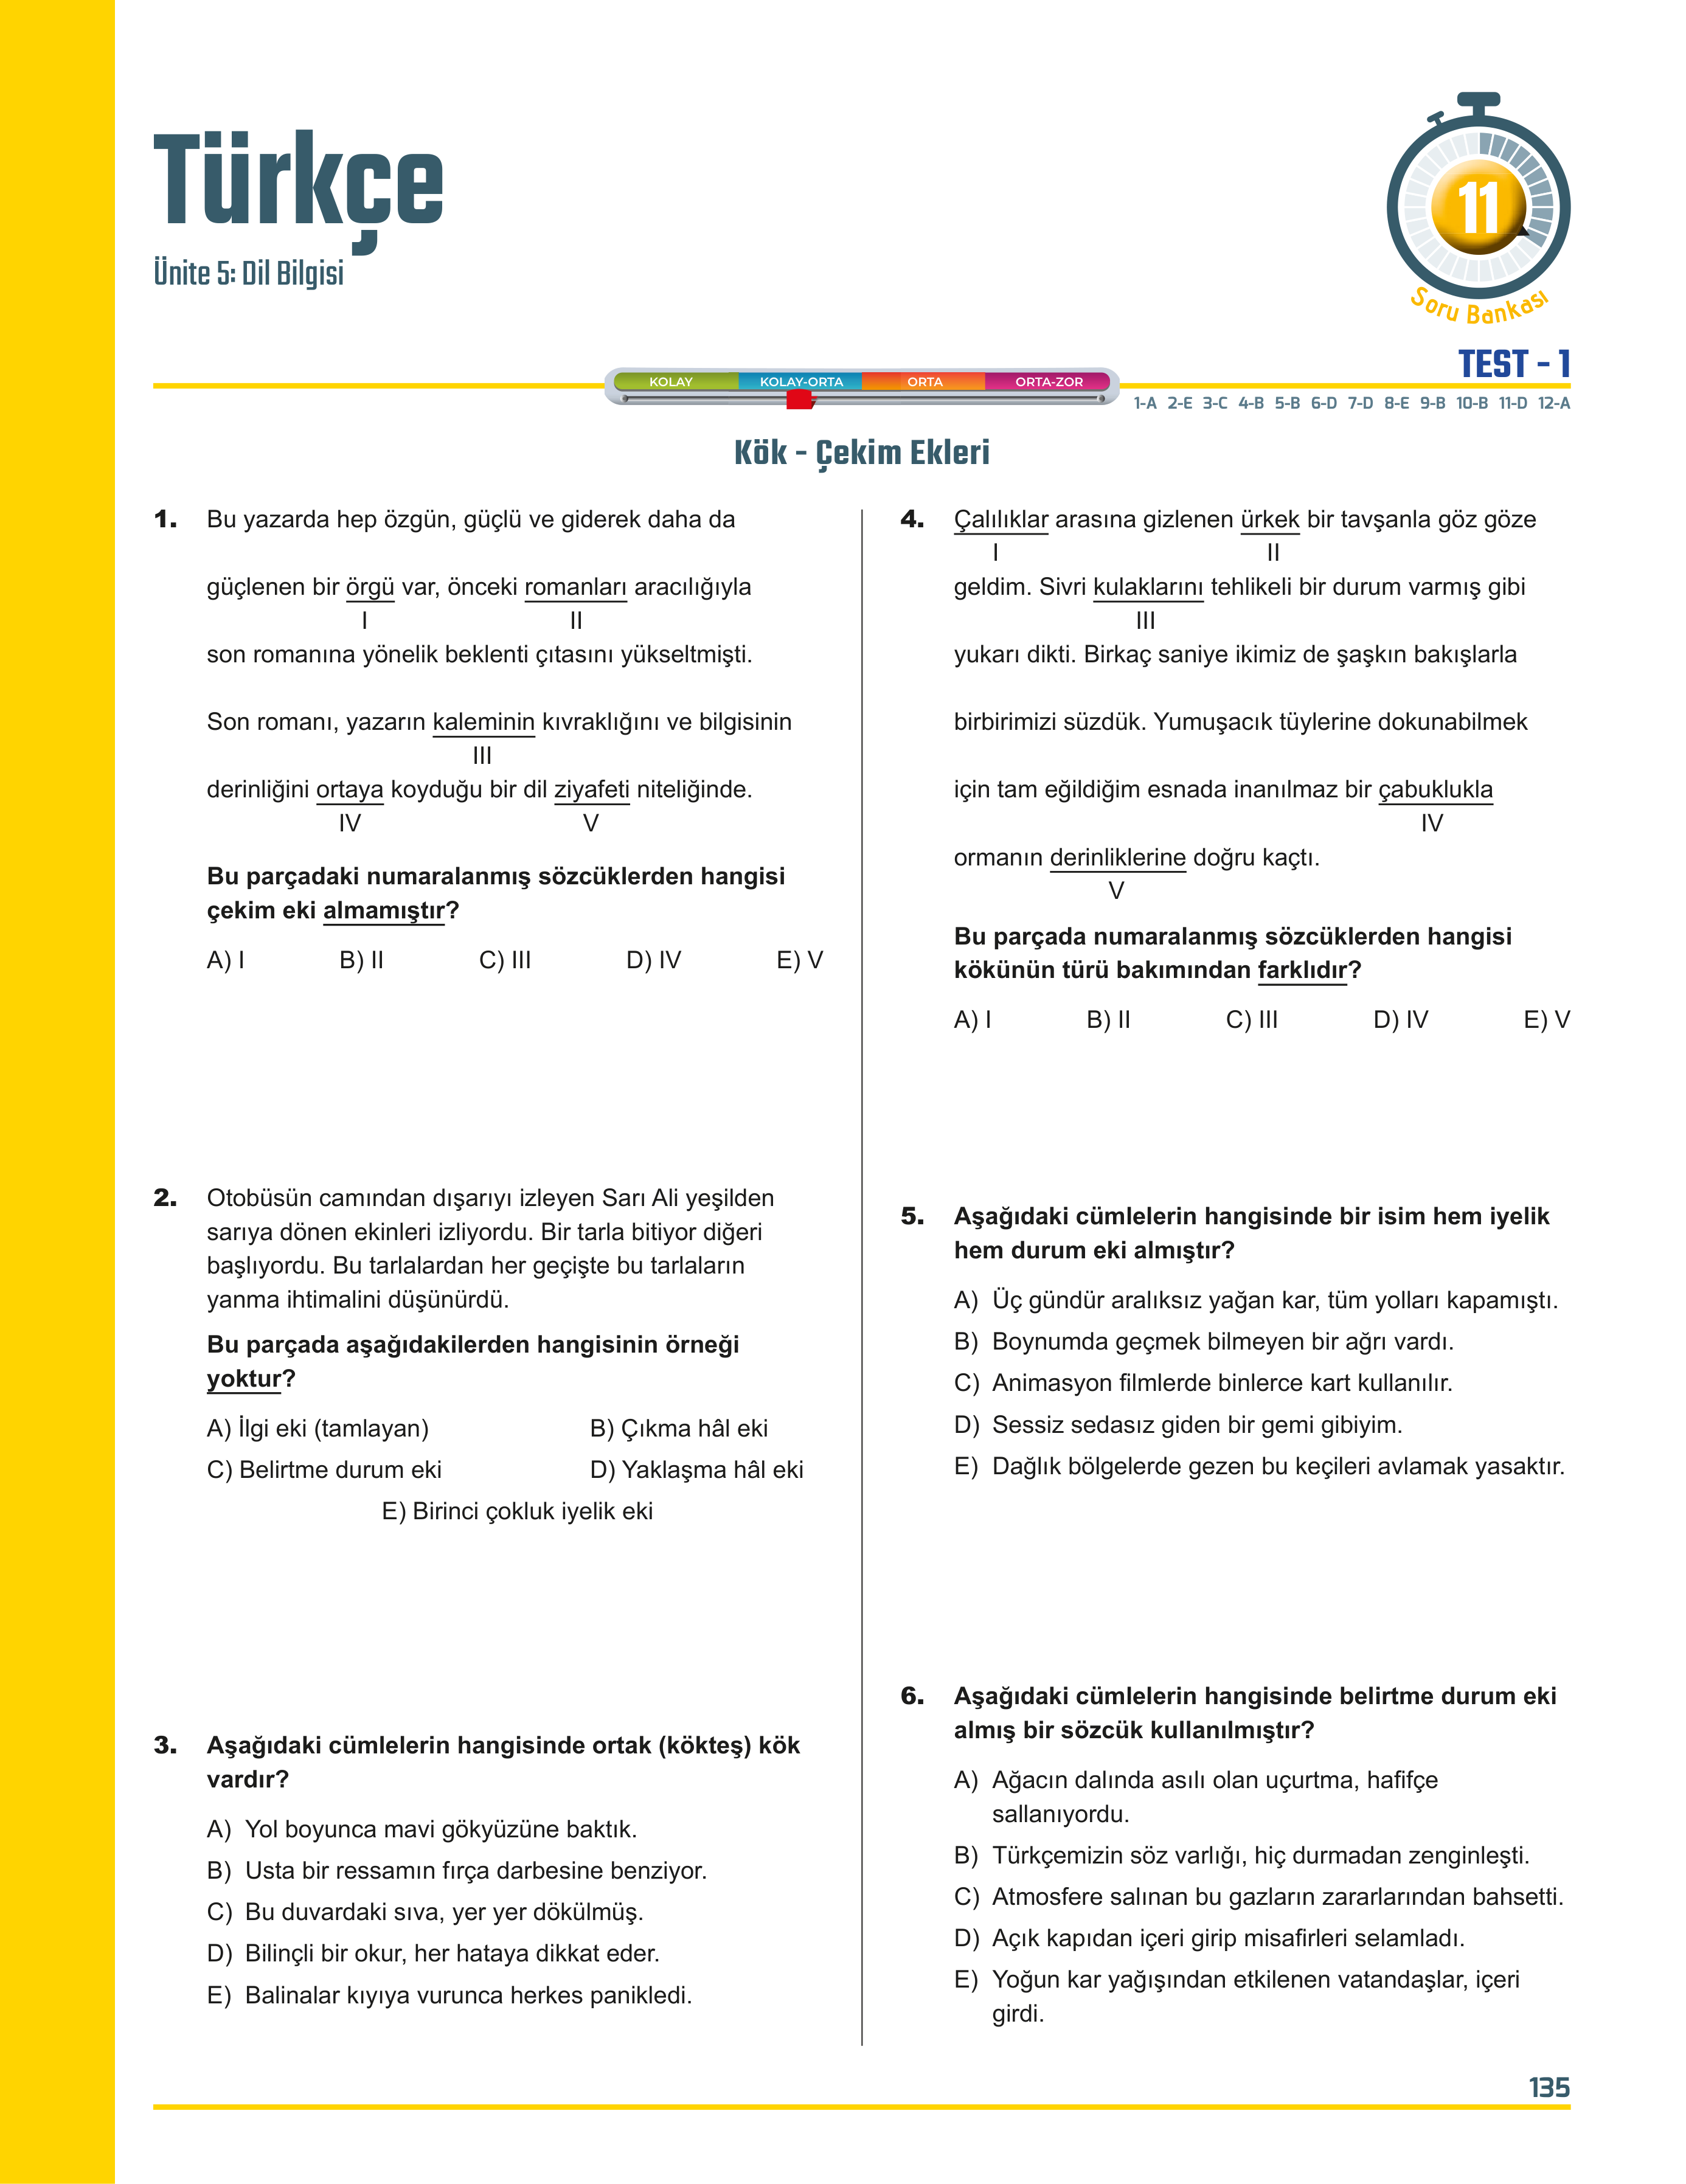 Türkçe
Ünite 5: Dil Bilgisi
11
Soru Bankası
TEST - 1
KOLAY KOLAY-ORTA ORTA ORTA-ZOR
1-A 2-E 3-C 4-B 5-B 6-D 7-D 8-E 9-B 10-B 11-D 12-A
Kök - Çekim Ekleri
1. Bu yazarda hep özgün, güçlü ve giderek daha da
güçlenen bir örgü var, önceki romanları aracılığıyla
I II
son romanına yönelik beklenti çıtasını yükseltmişti.
Son romanı, yazarın kaleminin kıvraklığını ve bilgisinin
III
derinliğini ortaya koyduğu bir dil ziyafeti niteliğinde.
IV V
Bu parçadaki numaralanmış sözcüklerden hangisi
çekim eki almamıştır?
A) I B) II C) III D) IV E) V
2. Otobüsün camından dışarıyı izleyen Sarı Ali yeşilden
sarıya dönen ekinleri izliyordu. Bir tarla bitiyor diğeri
başlıyordu. Bu tarlalardan her geçişte bu tarlaların
yanma ihtimalini düşünürdü.
Bu parçada aşağıdakilerden hangisinin örneği
yoktur?
A) İlgi eki (tamlayan) B) Çıkma hâl eki
C) Belirtme durum eki D) Yaklaşma hâl eki
E) Birinci çokluk iyelik eki
3. Aşağıdaki cümlelerin hangisinde ortak (kökteş) kök
vardır?
A) Yol boyunca mavi gökyüzüne baktık.
B) Usta bir ressamın fırça darbesine benziyor.
C) Bu duvardaki sıva, yer yer dökülmüş.
D) Bilinçli bir okur, her hataya dikkat eder.
E) Balinalar kıyıya vurunca herkes panikledi.
4. Çalılıklar arasına gizlenen ürkek bir tavşanla göz göze
I II
geldim. Sivri kulaklarını tehlikeli bir durum varmış gibi
III
yukarı dikti. Birkaç saniye ikimiz de şaşkın bakışlarla
birbirimizi süzdük. Yumuşacık tüylerine dokunabilmek
için tam eğildiğim esnada inanılmaz bir çabuklukla
IV
ormanın derinliklerine doğru kaçtı.
V
Bu parçada numaralanmış sözcüklerden hangisi
kökünün türü bakımından farklıdır?
A) I B) II C) III D) IV E) V
5. Aşağıdaki cümlelerin hangisinde bir isim hem iyelik
hem durum eki almıştır?
A) Üç gündür aralıksız yağan kar, tüm yolları kapamıştı.
B) Boynumda geçmek bilmeyen bir ağrı vardı.
C) Animasyon filmlerde binlerce kart kullanılır.
D) Sessiz sedasız giden bir gemi gibiyim.
E) Dağlık bölgelerde gezen bu keçileri avlamak yasaktır.
6. Aşağıdaki cümlelerin hangisinde belirtme durum eki
almış bir sözcük kullanılmıştır?
A) Ağacın dalında asılı olan uçurtma, hafifçe
sallanıyordu.
B) Türkçemizin söz varlığı, hiç durmadan zenginleşti.
C) Atmosfere salınan bu gazların zararlarından bahsetti.
D) Açık kapıdan içeri girip misafirleri selamladı.
E) Yoğun kar yağışından etkilenen vatandaşlar, içeri
girdi.
135